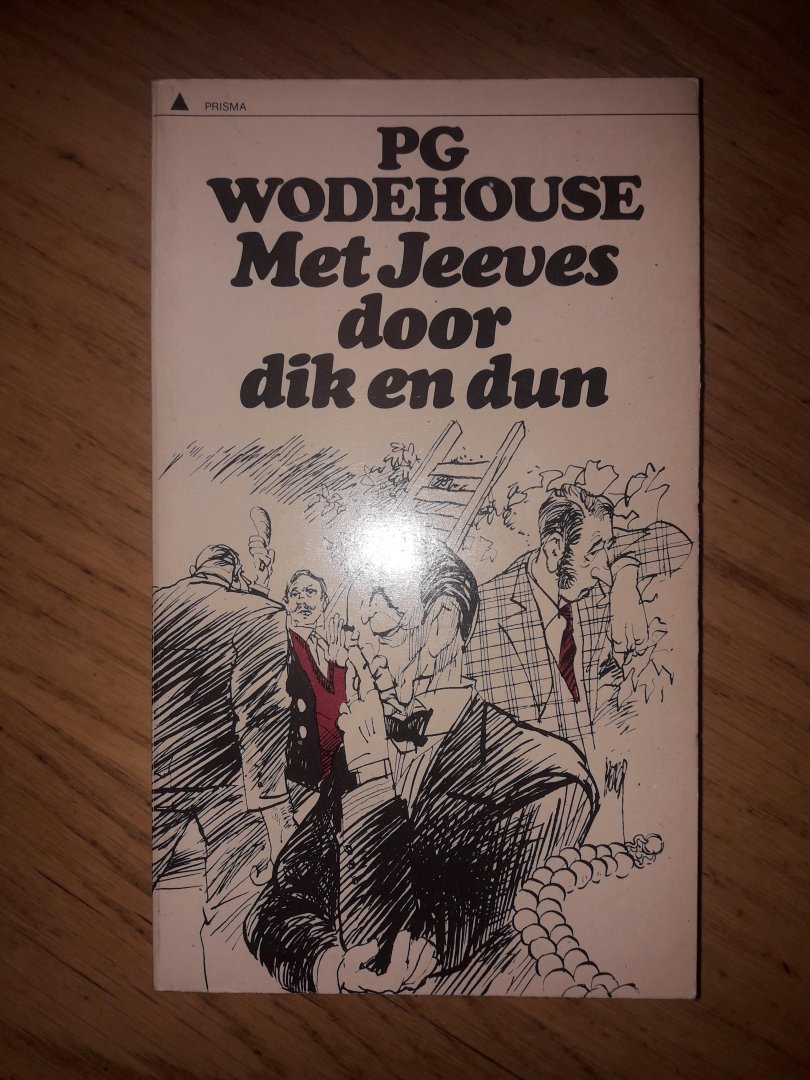 PRISMA
PG
WODEHOUSE
Met Jeeves
door
dik en dun